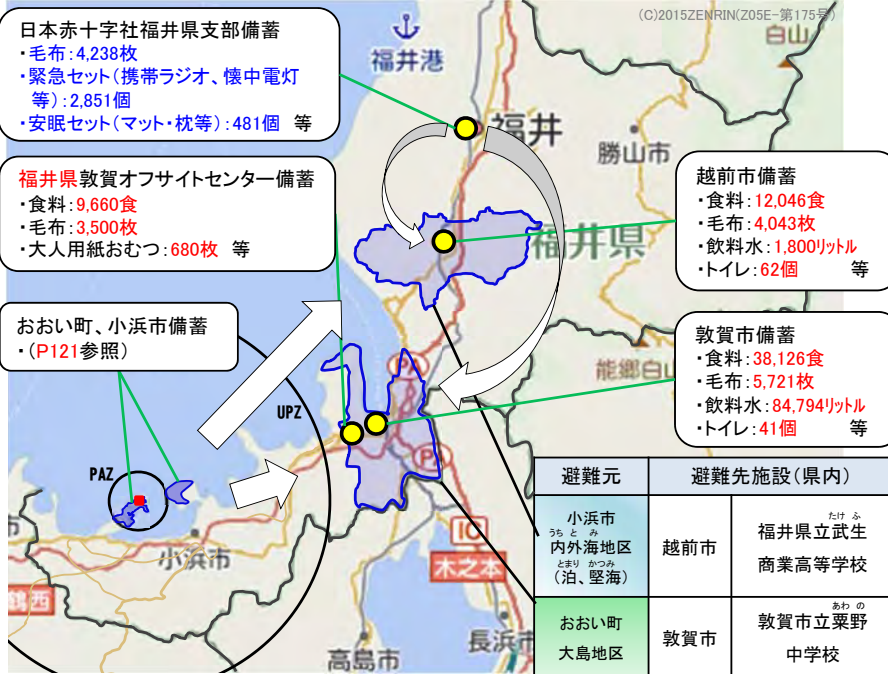 (C)2015ZENRIN(Z05E-第175号)
日本赤十字社福井県支部備蓄
・毛布:4,238枚
・緊急セット(携帯ラジオ、懐中電灯
等):2,851個
・安眠セット(マット・枕等):481個 等
福井県敦賀オフサイトセンター備蓄
・食料:9,660食
・毛布:3,500枚
・大人用紙おむつ:680枚 等
おおい町、小浜市備蓄
・(P121参照)
越前市備蓄
・食料:12,046食
・毛布:4,043枚
・飲料水:1,800リットル
・トイレ:62個 等
敦賀市備蓄
・食料:38,126食
・毛布:5,721枚
・飲料水:84,794リットル
・トイレ:41個 等
福井港
白山
福井
勝山市
福井県
能郷白山
PA
PA
UPZ
PAZ
小浜市
市
鶴西
IC
木之本
高島市
長浜市
避難元 避難先施設(県内)
小浜市
うちとみ
内外海地区
とまり かつみ
(泊、堅海)
越前市
たけふ
福井県立武生
商業高等学校
おおい町
大島地区
敦賀市
あわの
敦賀市立粟野
中学校